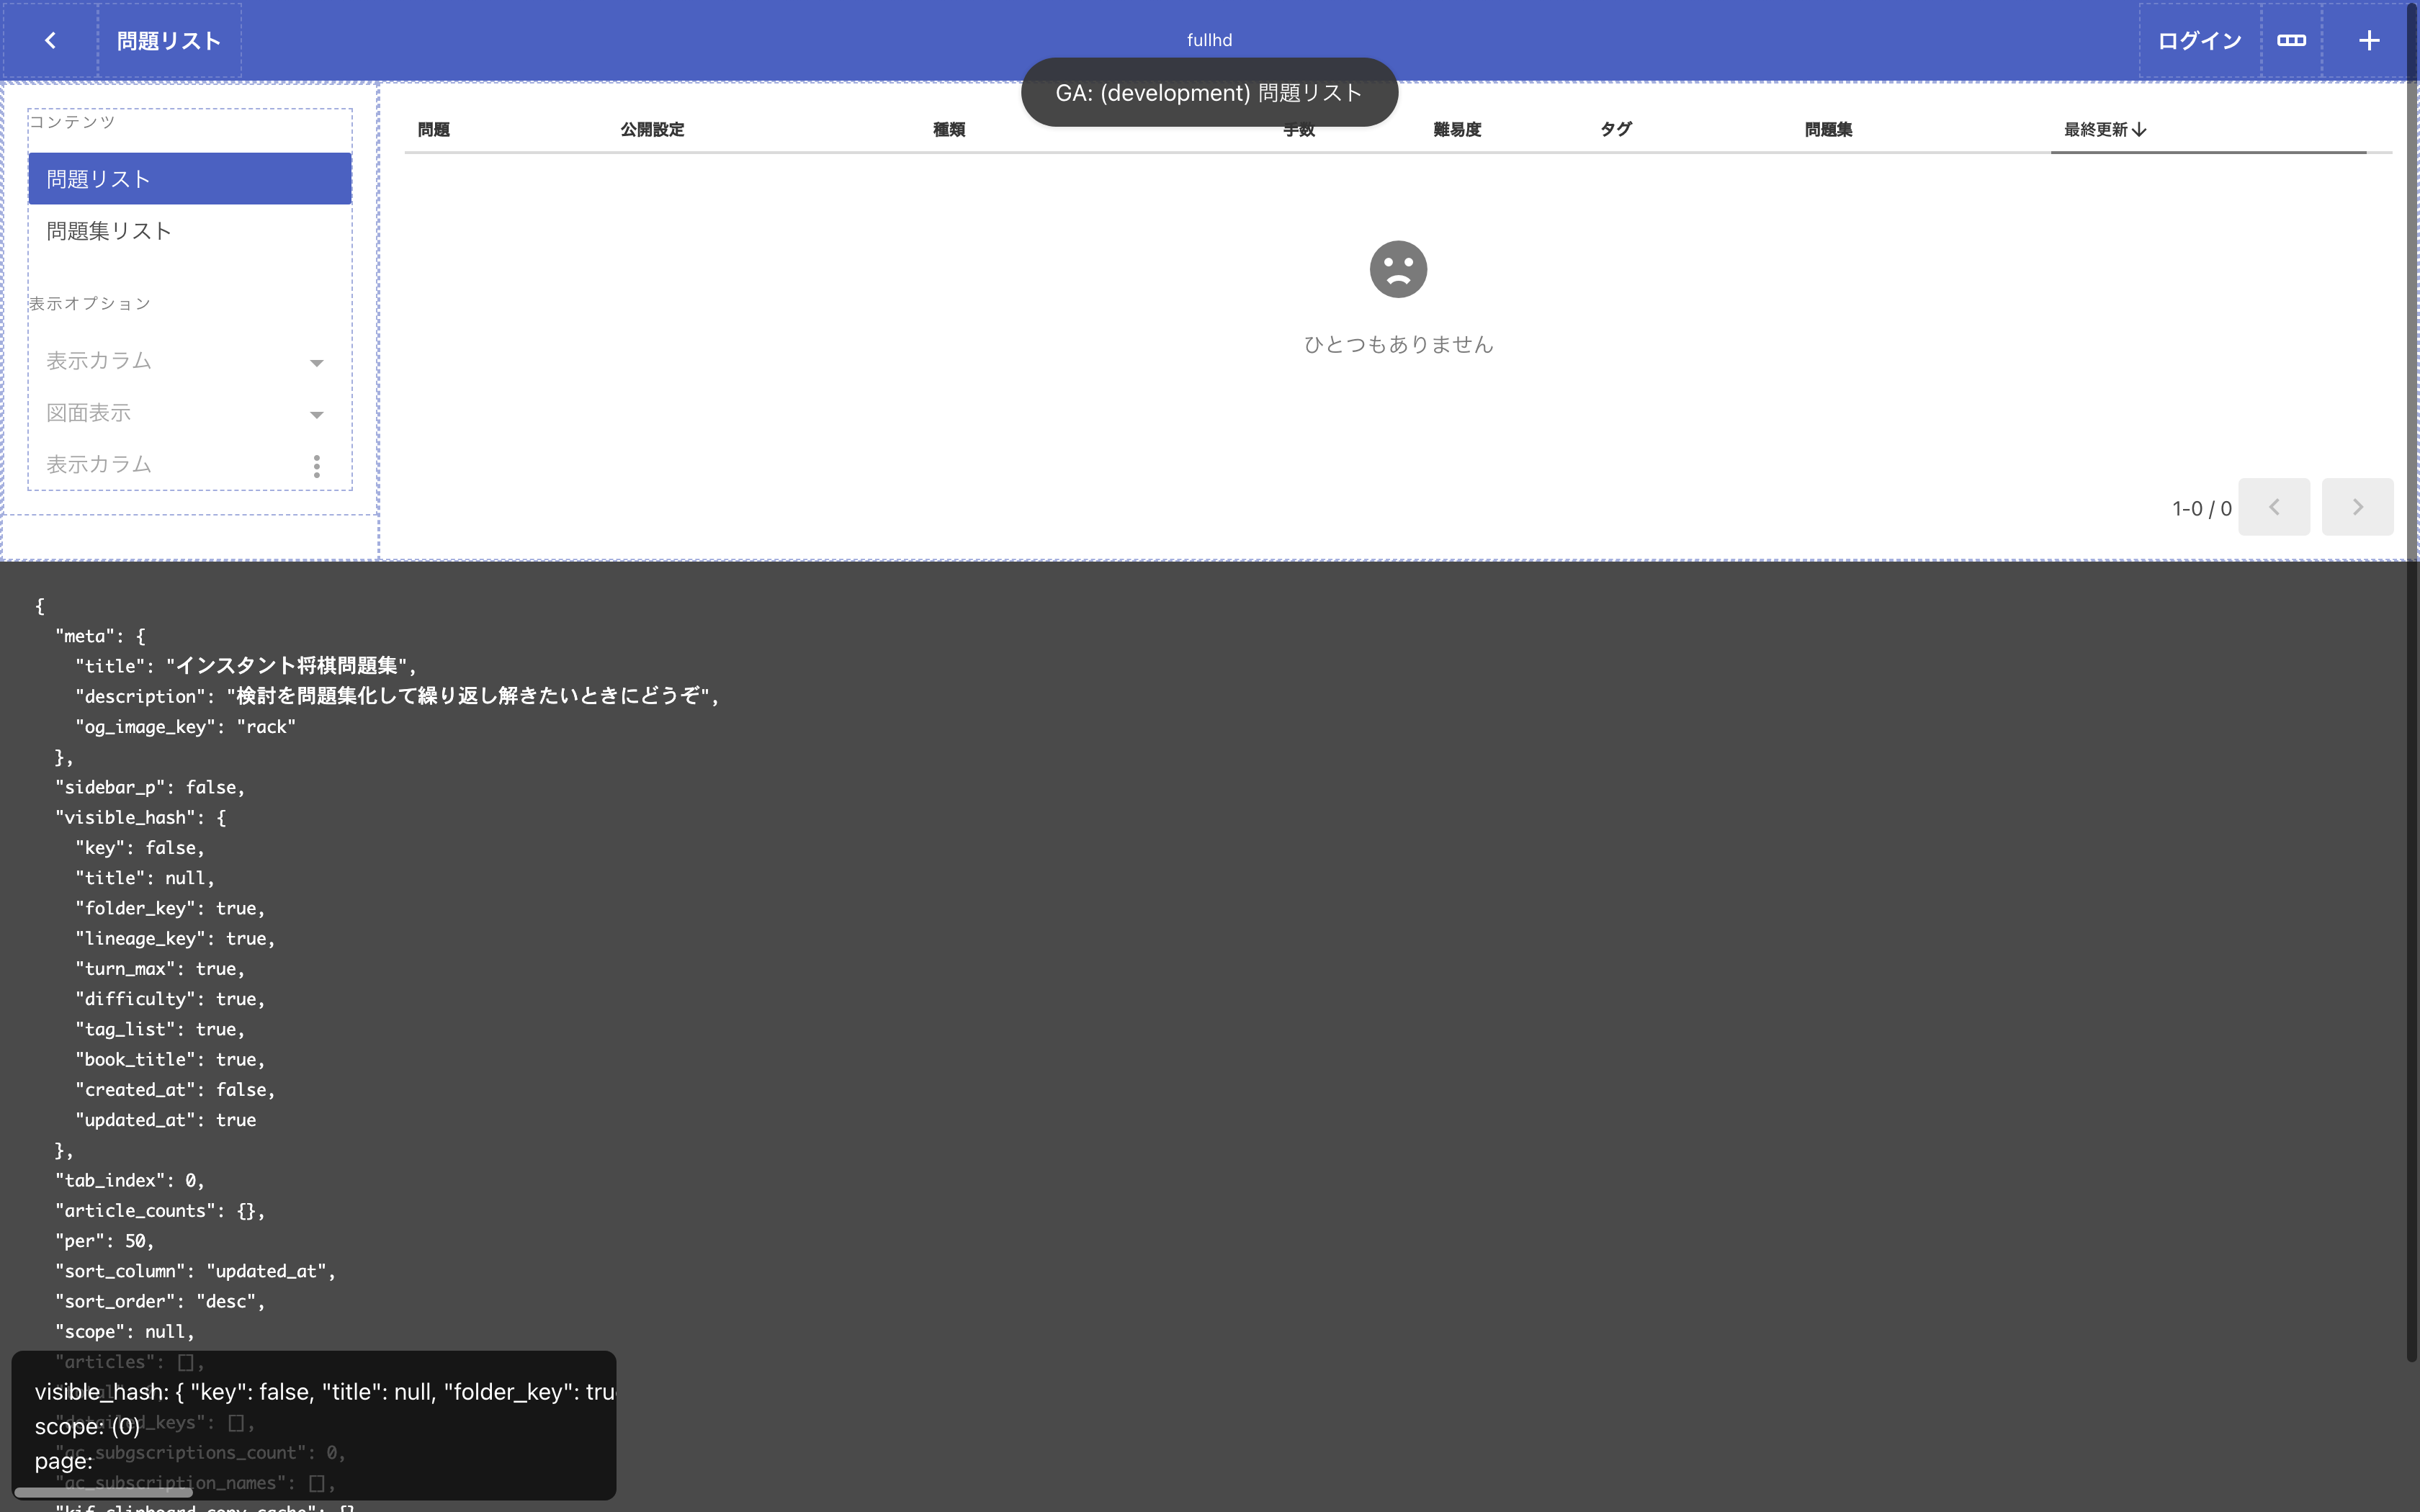 問題リスト
fullhd
ログイン
GA: (development) 問題リスト
コンテンツ
問題リスト
問題集リスト
表示オプション
表示カラム
図面表示
表示カラム
問題 公開設定 種類 手数 難易度 タグ 問題集 最終更新
ひとつもありません
1-0 / 0
{
"meta": {
"title": "インスタント将棋問題集",
"description": "検討を問題集化して繰り返し解きたいときにどうぞ",
"og_image_key": "rack"
},
"sidebar_p": false,
"visible_hash": {
"key": false,
"title": null,
"folder_key": true,
"lineage_key": true,
"turn_max": true,
"difficulty": true,
"tag_list": true,
"book_title": true,
"created_at": false,
"updated_at": true
},
"tab_index": 0,
"article_counts": {},
"per": 50,
"sort_column": "updated_at",
"sort_order": "desc",
"scope": null,
"articles": [],
visible_hash: { "key": false, "title": null, "folder_key": tru
"detailed_keys": [],
scope: (0)
"ac_subgscriptions_count": 0,
page:
"ac_subscription_names": [],
"kif_clipboard_copy_cache": {}